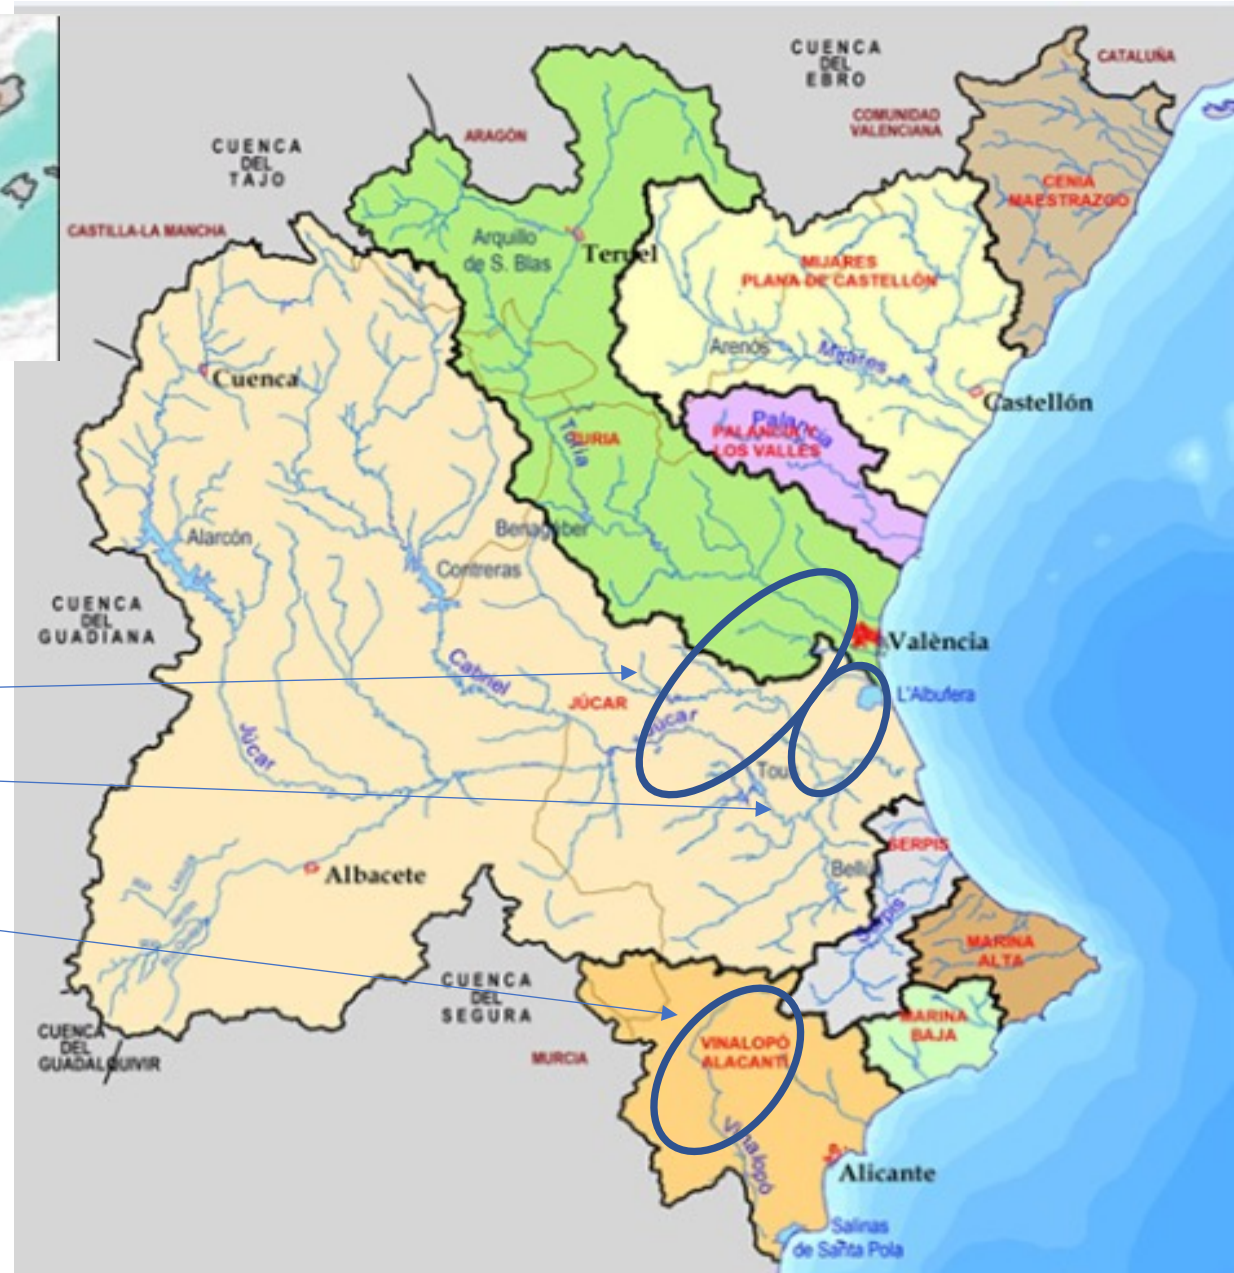 CUENCA
DEL
EBRO
CATALUÑA
COMUNIDAD
VALENCIANA
ARAGÓN
CUENCA
DEL
TAJO
CENIA
MAESTRAZGO
CASTILLA-LA MANCHA
Arquillo
de S. Blas
Teruel
MIJARES
PLANA DE CASTELLÓN
Arenós
Mijares
Cuenca
Castellón
Palancia
PALANCIA Y
LOS VALLES
Turia
TURIA
Alarcón
Benagéber
Contreras
CUENCA
DEL
GUADIANA
València
Cabriel
L'Albufera
JÚCAR
Júcar
Júcar
Tous
SERPIS
Albacete
Bellús
Serpis
MARINA
ALTA
CUENCA
DEL
SEGURA
CUENCA
DEL
GUADALQUIVIR
MARINA
BAJA
MURCIA
VINALOPÓ
ALACANTÍ
Vinalopó
Alicante
Salinas
de Santa Pola